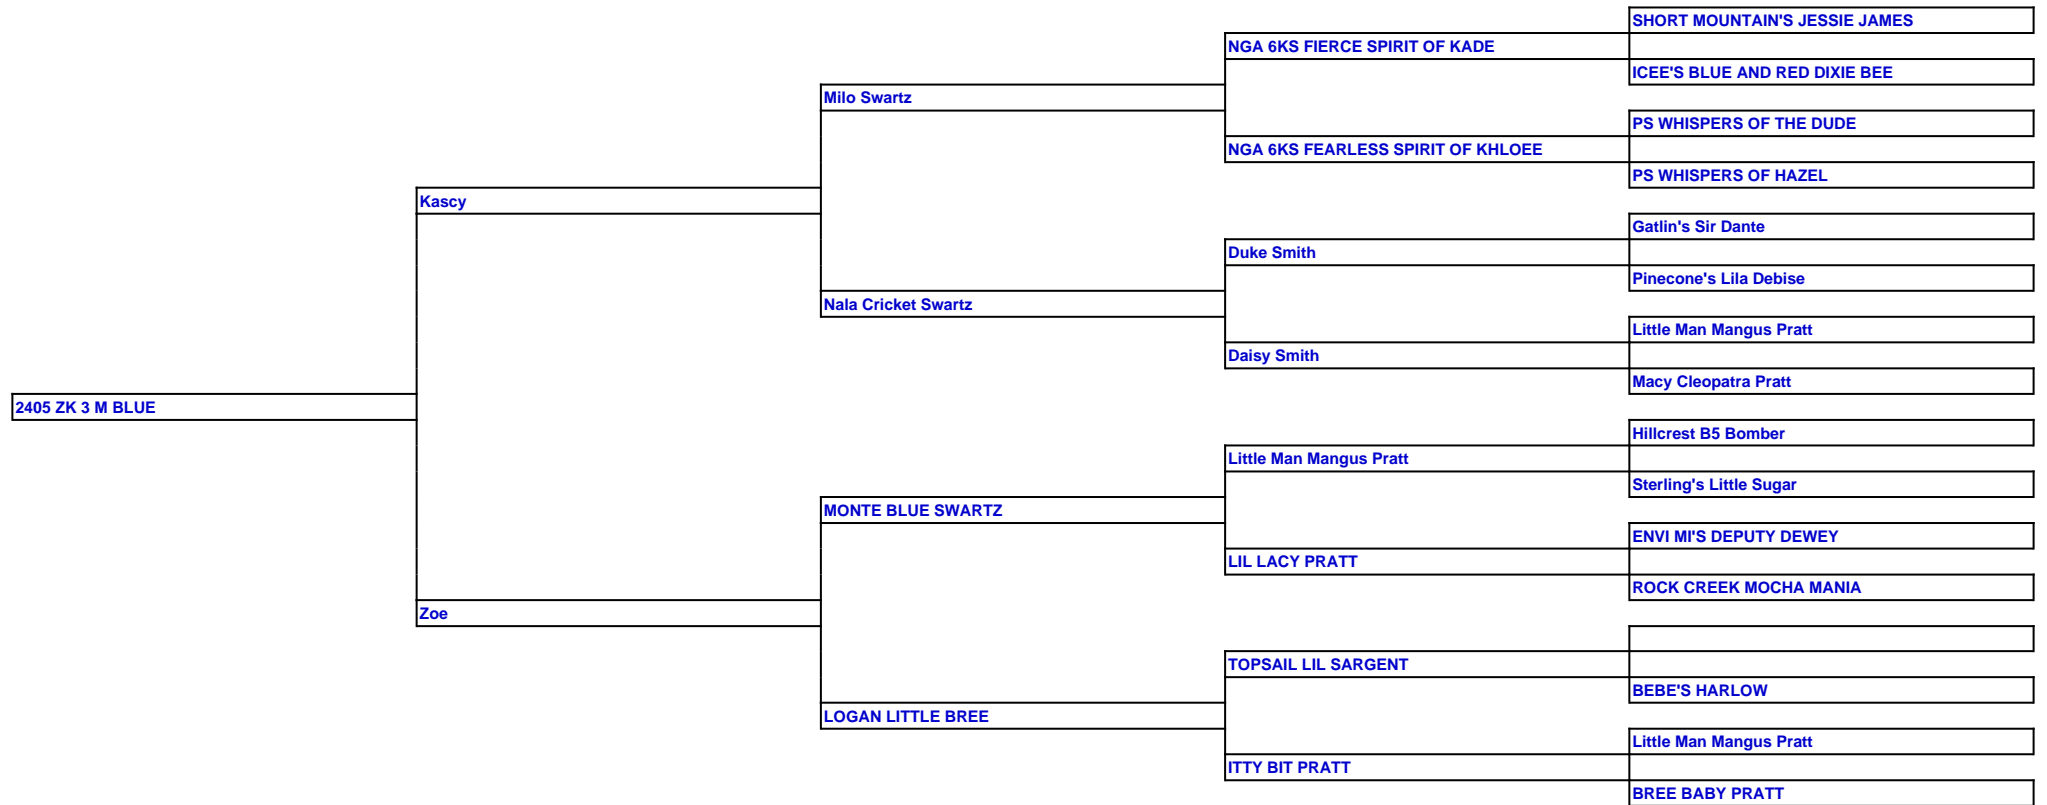 SHORT MOUNTAIN'S JESSIE JAMES
NGA 6KS FIERCE SPIRIT OF KADE
ICEE'S BLUE AND RED DIXIE BEE
Milo Swartz
PS WHISPERS OF THE DUDE
NGA 6KS FEARLESS SPIRIT OF KHLOEE
PS WHISPERS OF HAZEL
Kascy
Gatlin's Sir Dante
Duke Smith
Pinecone's Lila Debise
Nala Cricket Swartz
Little Man Mangus Pratt
Daisy Smith
Macy Cleopatra Pratt
2405 ZK 3 M BLUE
Hillcrest B5 Bomber
Little Man Mangus Pratt
Sterling's Little Sugar
MONTE BLUE SWARTZ
ENVI MI'S DEPUTY DEWEY
LIL LACY PRATT
ROCK CREEK MOCHA MANIA
Zoe
TOPSAIL LIL SARGENT
BEBE'S HARLOW
LOGAN LITTLE BREE
Little Man Mangus Pratt
ITTY BIT PRATT
BREE BABY PRATT